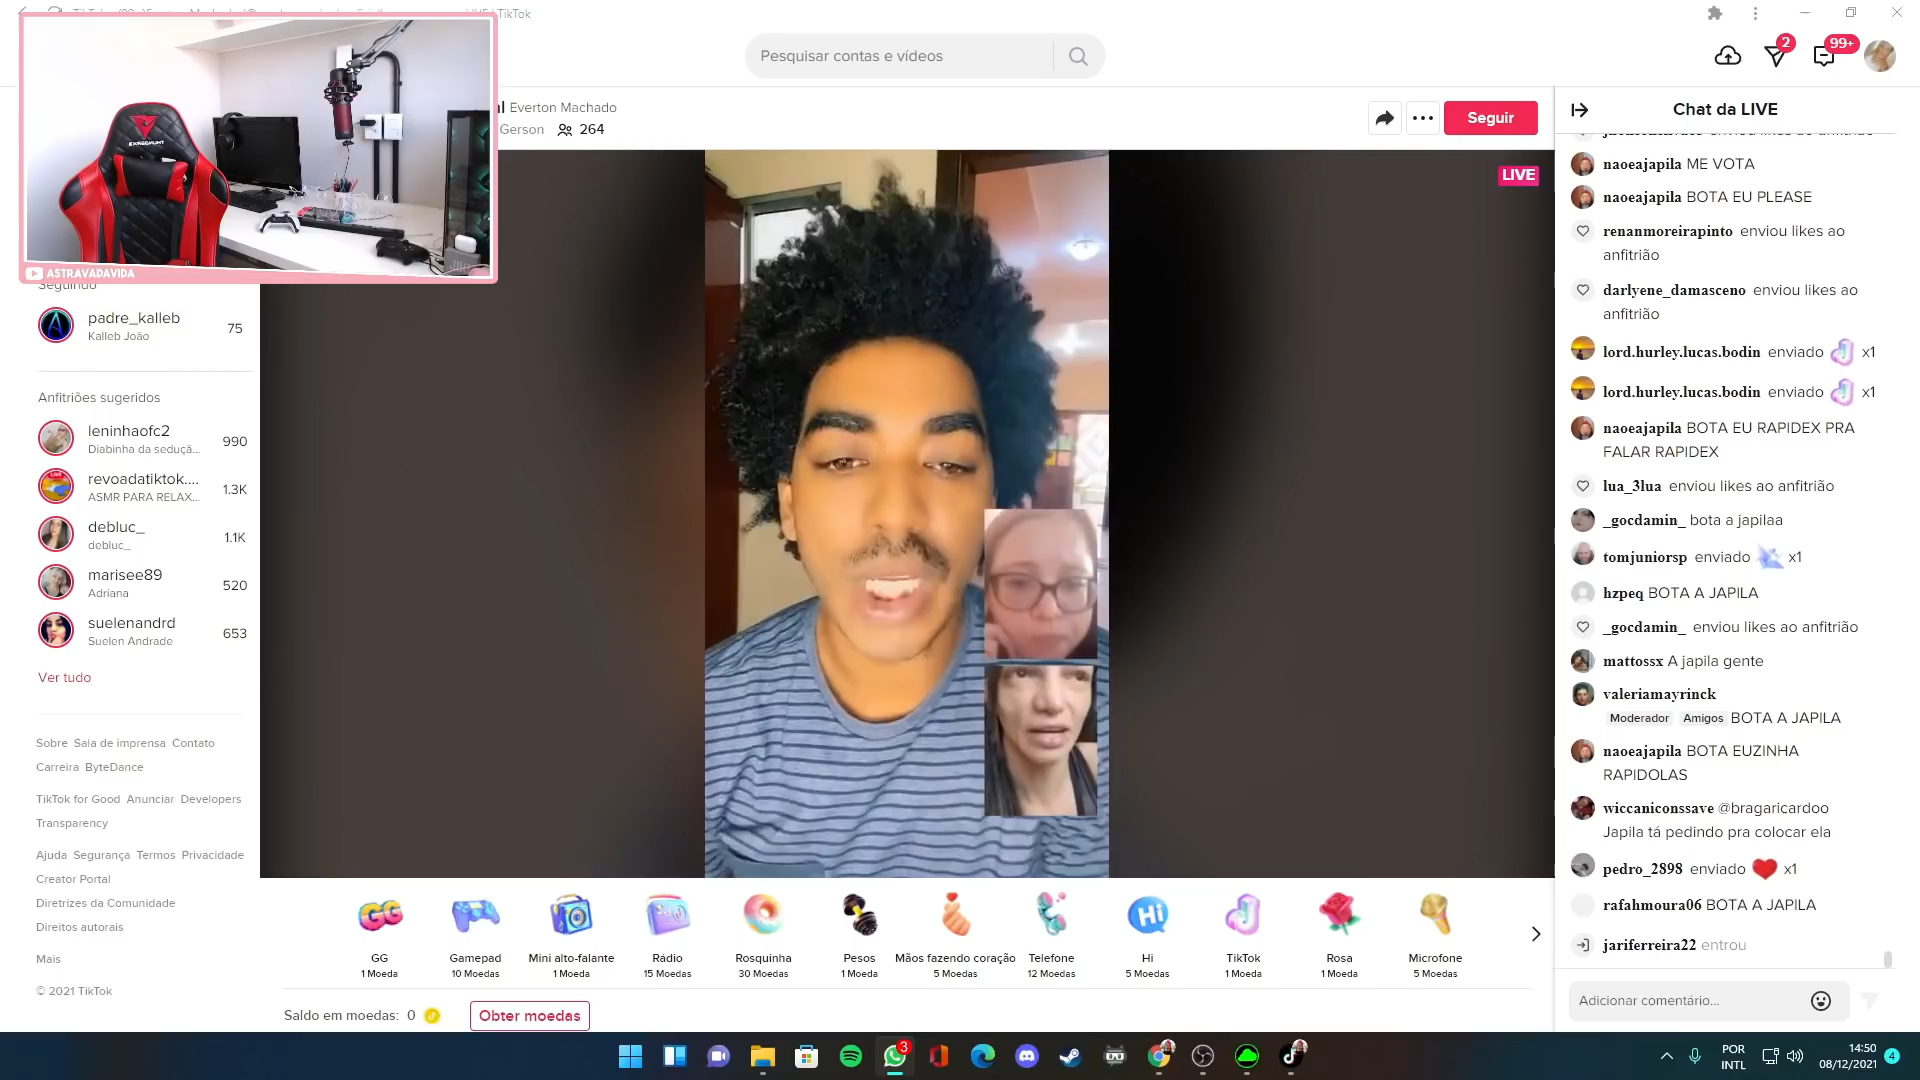 | TikTok
Pesquisar contas e vídeos
2
99+
ASTRAVADAVIDA
Everton Machado
Gerson 264
Seguir
LIVE
Seguindo
padre_kalleb 75
Kalleb João
Anfitriões sugeridos
leninhaofc2 990
Diabinha da seduçã...
revoadatiktok.... 1.3K
ASMR PARA RELAX...
debluc_ 1.1K
debluc_
marisee89 520
Adriana
suelenandrd 653
Suelen Andrade
Ver tudo
Sobre Sala de imprensa Contato
Carreira ByteDance
TikTok for Good Anunciar Developers
Transparency
Ajuda Segurança Termos Privacidade
Creator Portal
Diretrizes da Comunidade
Direitos autorais
Mais
© 2021 TikTok
GG Gamepad Mini alto-falante Rádio Rosquinha Pesos Mãos fazendo coração Telefone Hi TikTok Rosa Microfone
1 Moeda 10 Moedas 1 Moeda 15 Moedas 30 Moedas 1 Moeda 5 Moedas 12 Moedas 5 Moedas 1 Moeda 1 Moeda 5 Moedas
Saldo em moedas: 0
Obter moedas
Chat da LIVE
naoeajapila ME VOTA
naoeajapila BOTA EU PLEASE
renanmoreirapinto enviou likes ao
anfitrião
darlyene_damasceno enviou likes ao
anfitrião
lord.hurley.lucas.bodin enviado x1
lord.hurley.lucas.bodin enviado x1
naoeajapila BOTA EU RAPIDEX PRA
FALAR RAPIDEX
lua_3lua enviou likes ao anfitrião
_gocdamin_ bota a japilaa
tomjuniorsp enviado x1
hzpeq BOTA A JAPILA
_gocdamin_ enviou likes ao anfitrião
mattossx A japila gente
valeriamayrinck
Moderador Amigos BOTA A JAPILA
naoeajapila BOTA EUZINHA
RAPIDOLAS
wiccaniconssave @bragaricardoo
Japila tá pedindo pra colocar ela
pedro_2898 enviado x1
rafahmoura06 BOTA A JAPILA
jariferreira22 entrou
Adicionar comentário...
3
POR
INTL
14:50
08/12/2021
4